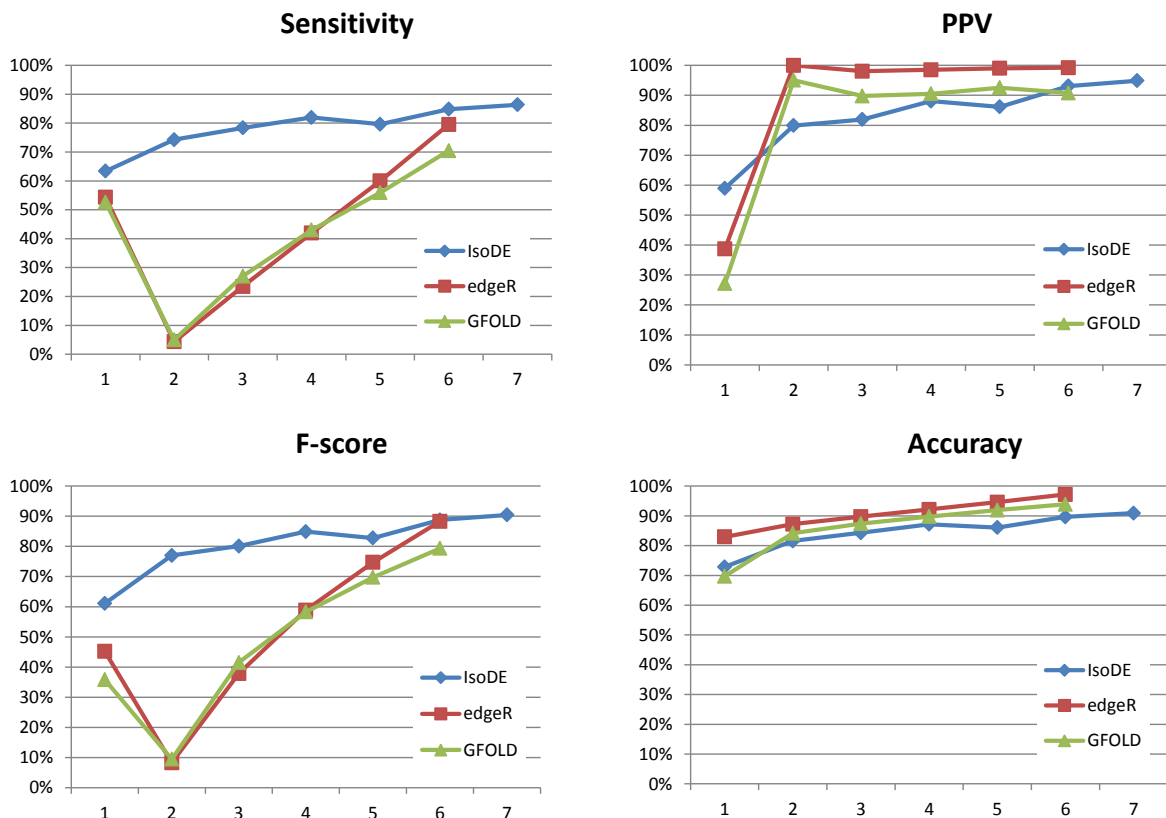 Sensitivity
100%
90%
80%
70%
60%
50%
40%
30%
20%
10%
0%
1 2 3 4 5 6 7
IsoDE
edgeR
GFOLD
PPV
100%
90%
80%
70%
60%
50%
40%
30%
20%
10%
0%
1 2 3 4 5 6 7
IsoDE
edgeR
GFOLD
F-score
100%
90%
80%
70%
60%
50%
40%
30%
20%
10%
0%
1 2 3 4 5 6 7
IsoDE
edgeR
GFOLD
Accuracy
100%
90%
80%
70%
60%
50%
40%
30%
20%
10%
0%
1 2 3 4 5 6 7
IsoDE
edgeR
GFOLD